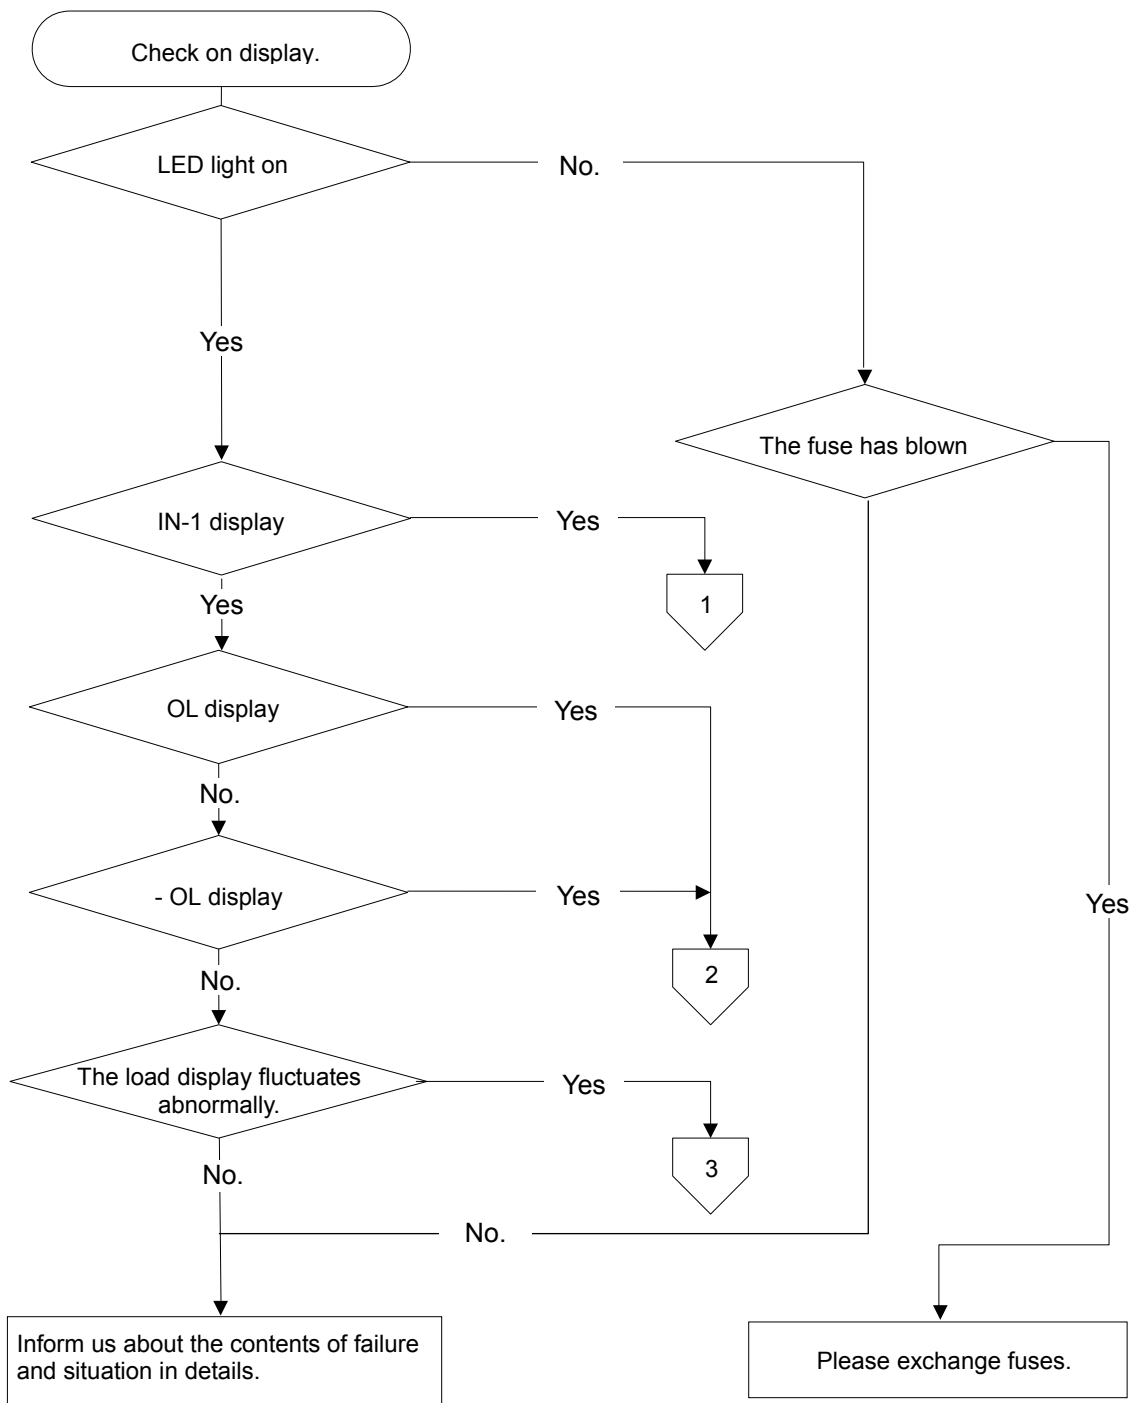 Check on display.
LED light on
No.
Yes
The fuse has blown
IN-1 display
Yes
1
Yes
OL display
Yes
No.
- OL display
Yes
Yes
2
No.
The load display fluctuates
abnormally.
Yes
3
No.
No.
Inform us about the contents of failure
and situation in details.
Please exchange fuses.